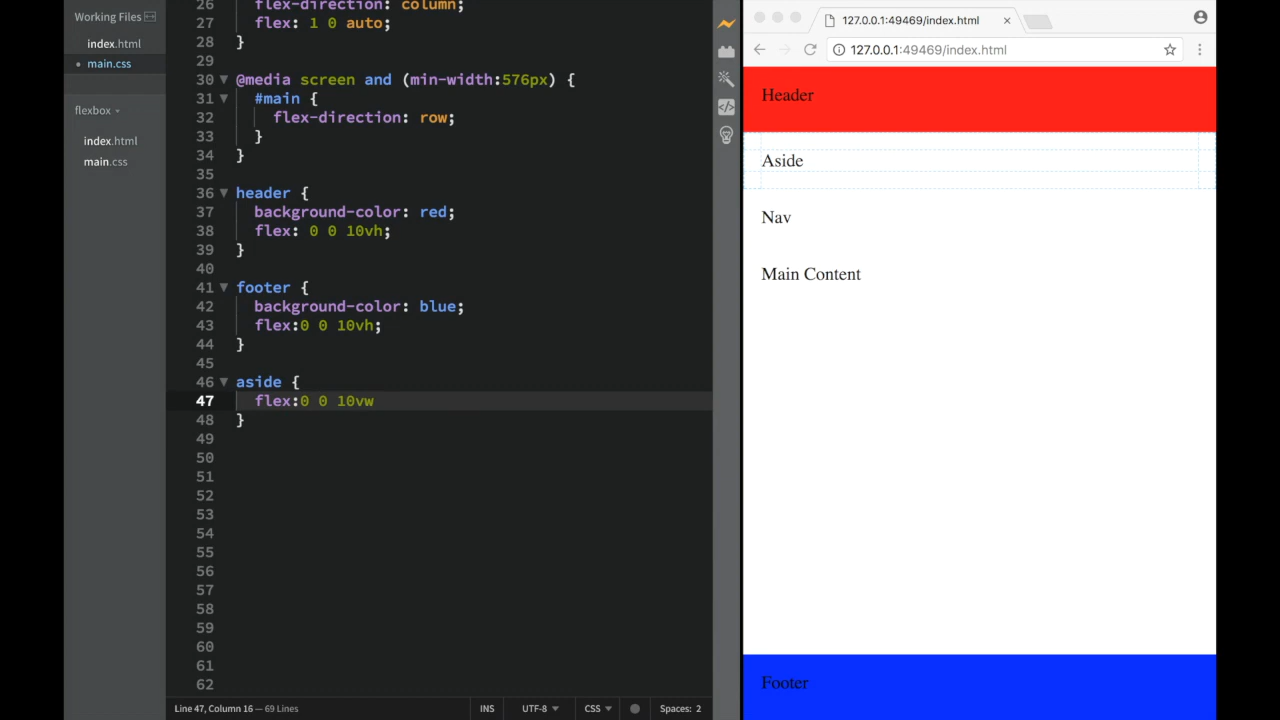 Working Files
index.html
• main.css
flexbox
index.html
main.css
26 flex-direction: column;
27 flex: 1 0 auto;
28 }
29
30 @media screen and (min-width:576px) {
31 #main {
32 flex-direction: row;
33 }
34 }
35
36 header {
37 background-color: red;
38 flex: 0 0 10vh;
39 }
40
41 footer {
42 background-color: blue;
43 flex:0 0 10vh;
44 }
45
46 aside {
47 flex:0 0 10vw
48 }
49
50
51
52
53
54
55
56
57
58
59
60
61
62
Line 47, Column 16 — 69 Lines
INS
UTF-8
CSS
Spaces: 2
127.0.0.1:49469/index.html
127.0.0.1:49469/index.html
Header
Aside
Nav
Main Content
Footer